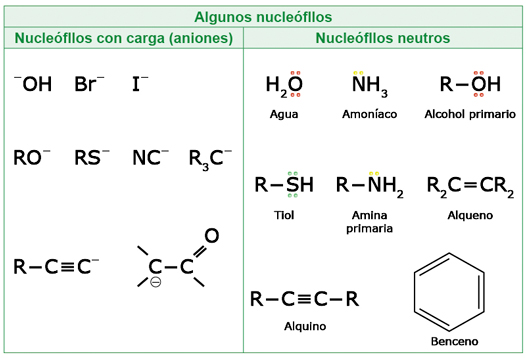 Algunos nucleófilos
Nucleófilos con carga (aniones)
Nucleófilos neutros
⁻OH Br⁻ I⁻
H₂O NH₃ R–OH
Agua Amoníaco Alcohol primario
RO⁻ RS⁻ NC⁻ R₃C⁻
R–SH R–NH₂ R₂C=CR₂
Tiol Amina primaria Alqueno
R–C≡C⁻
O
C–C
⊖
R–C≡C–R
Alquino
Benceno